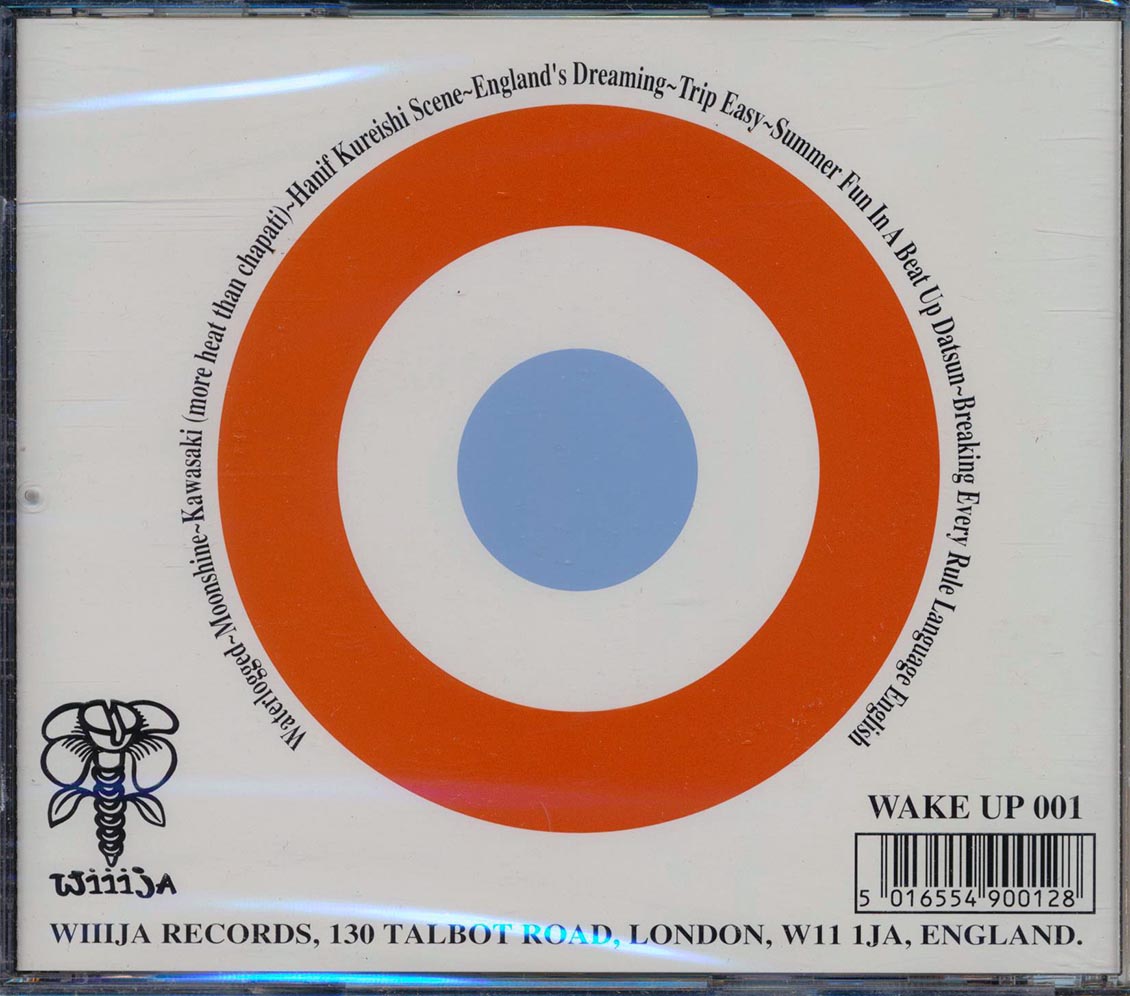 Waterlogged~Moonshine~Kawasaki (more heat than chapati)~Hanif Kureishi Scene~England's Dreaming~Trip Easy~Summer Fun In A Beat Up Datsun~Breaking Every Rule Language English
WAKE UP 001
5 016554 900128
wiiijA
WIIIJA RECORDS, 130 TALBOT ROAD, LONDON, W11 1JA, ENGLAND.